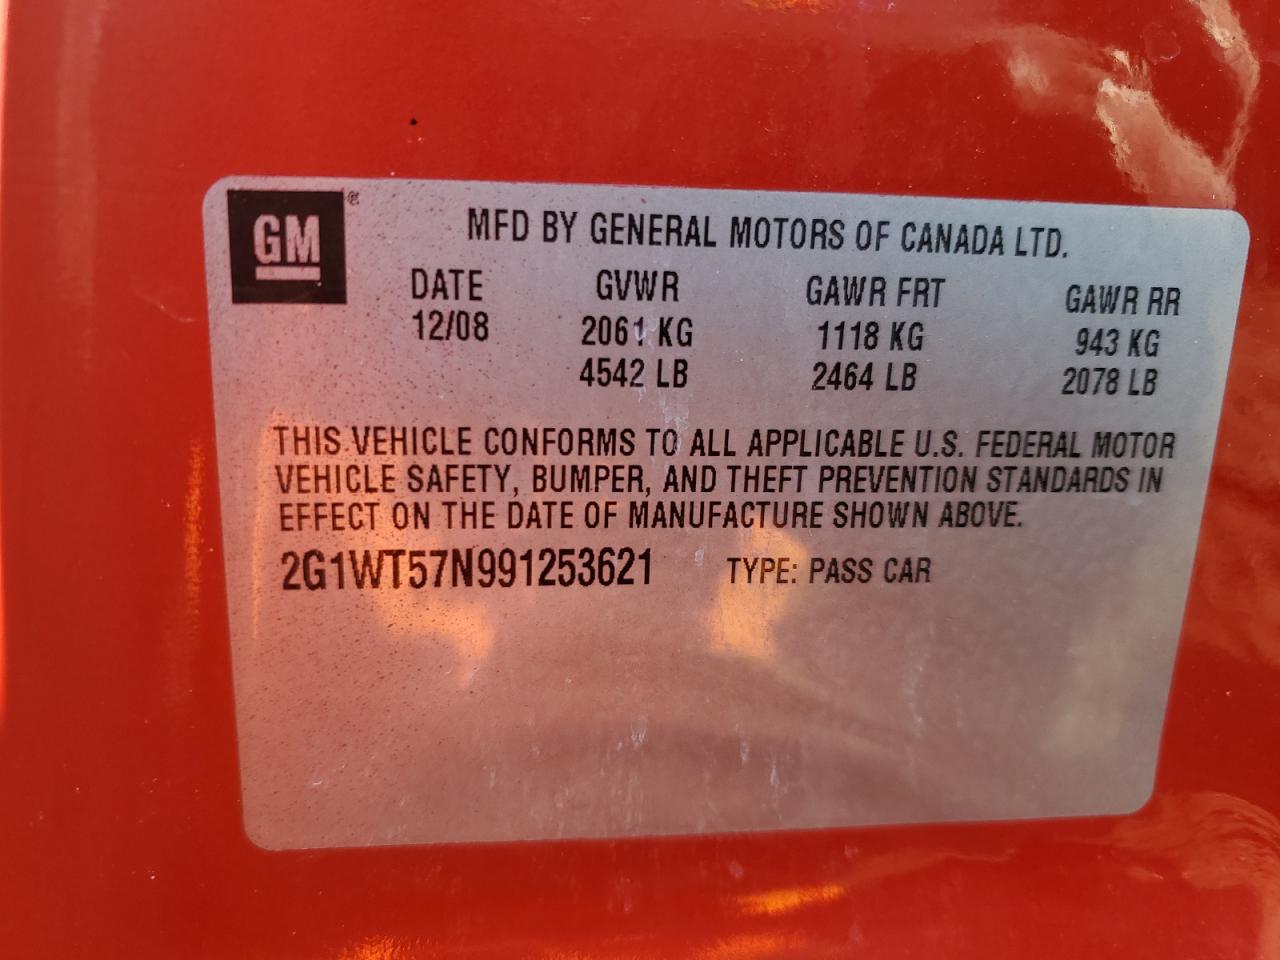 GM ®
MFD BY GENERAL MOTORS OF CANADA LTD.
DATE GVWR GAWR FRT GAWR RR
12/08 2061 KG 1118 KG 943 KG
4542 LB 2464 LB 2078 LB
THIS VEHICLE CONFORMS TO ALL APPLICABLE U.S. FEDERAL MOTOR
VEHICLE SAFETY, BUMPER, AND THEFT PREVENTION STANDARDS IN
EFFECT ON THE DATE OF MANUFACTURE SHOWN ABOVE.
2G1WT57N991253621 TYPE: PASS CAR